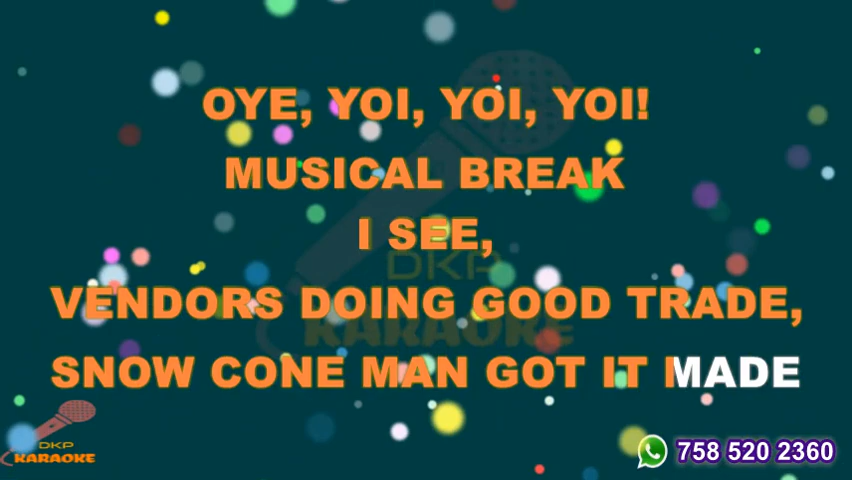 OYE, YOI, YOI, YOI!
MUSICAL BREAK
I SEE,
DKP
KARAOKE
VENDORS DOING GOOD TRADE,
SNOW CONE MAN GOT IT MADE
DKP
KARAOKE
758 520 2360